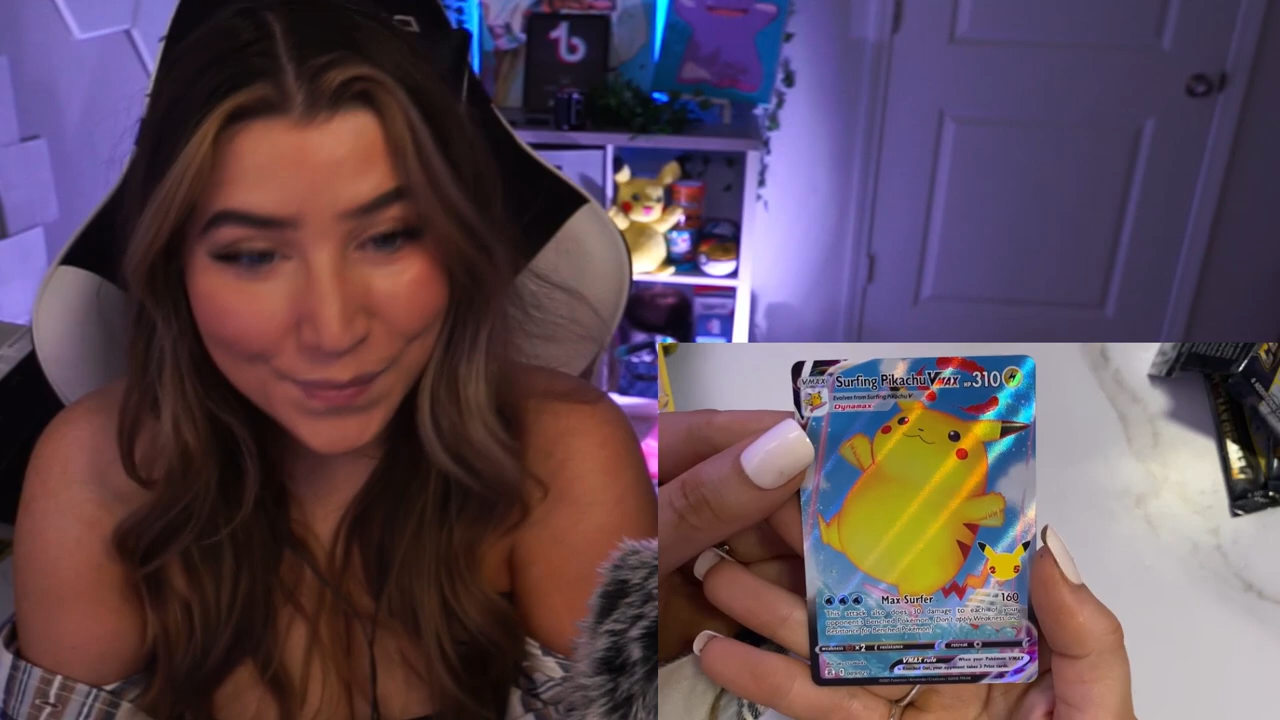 VMAX Surfing Pikachu VMAX HP 310
Evolves from Surfing Pikachu V
Dynamax
25
Max Surfer 160
This attack also does 30 damage to each of your
opponent's Benched Pokémon. (Don't apply Weakness and
Resistance for Benched Pokémon.)
weakness ×2 resistance retreat
VMAX rule When your Pokémon VMAX
is Knocked Out, your opponent takes 3 Prize cards.